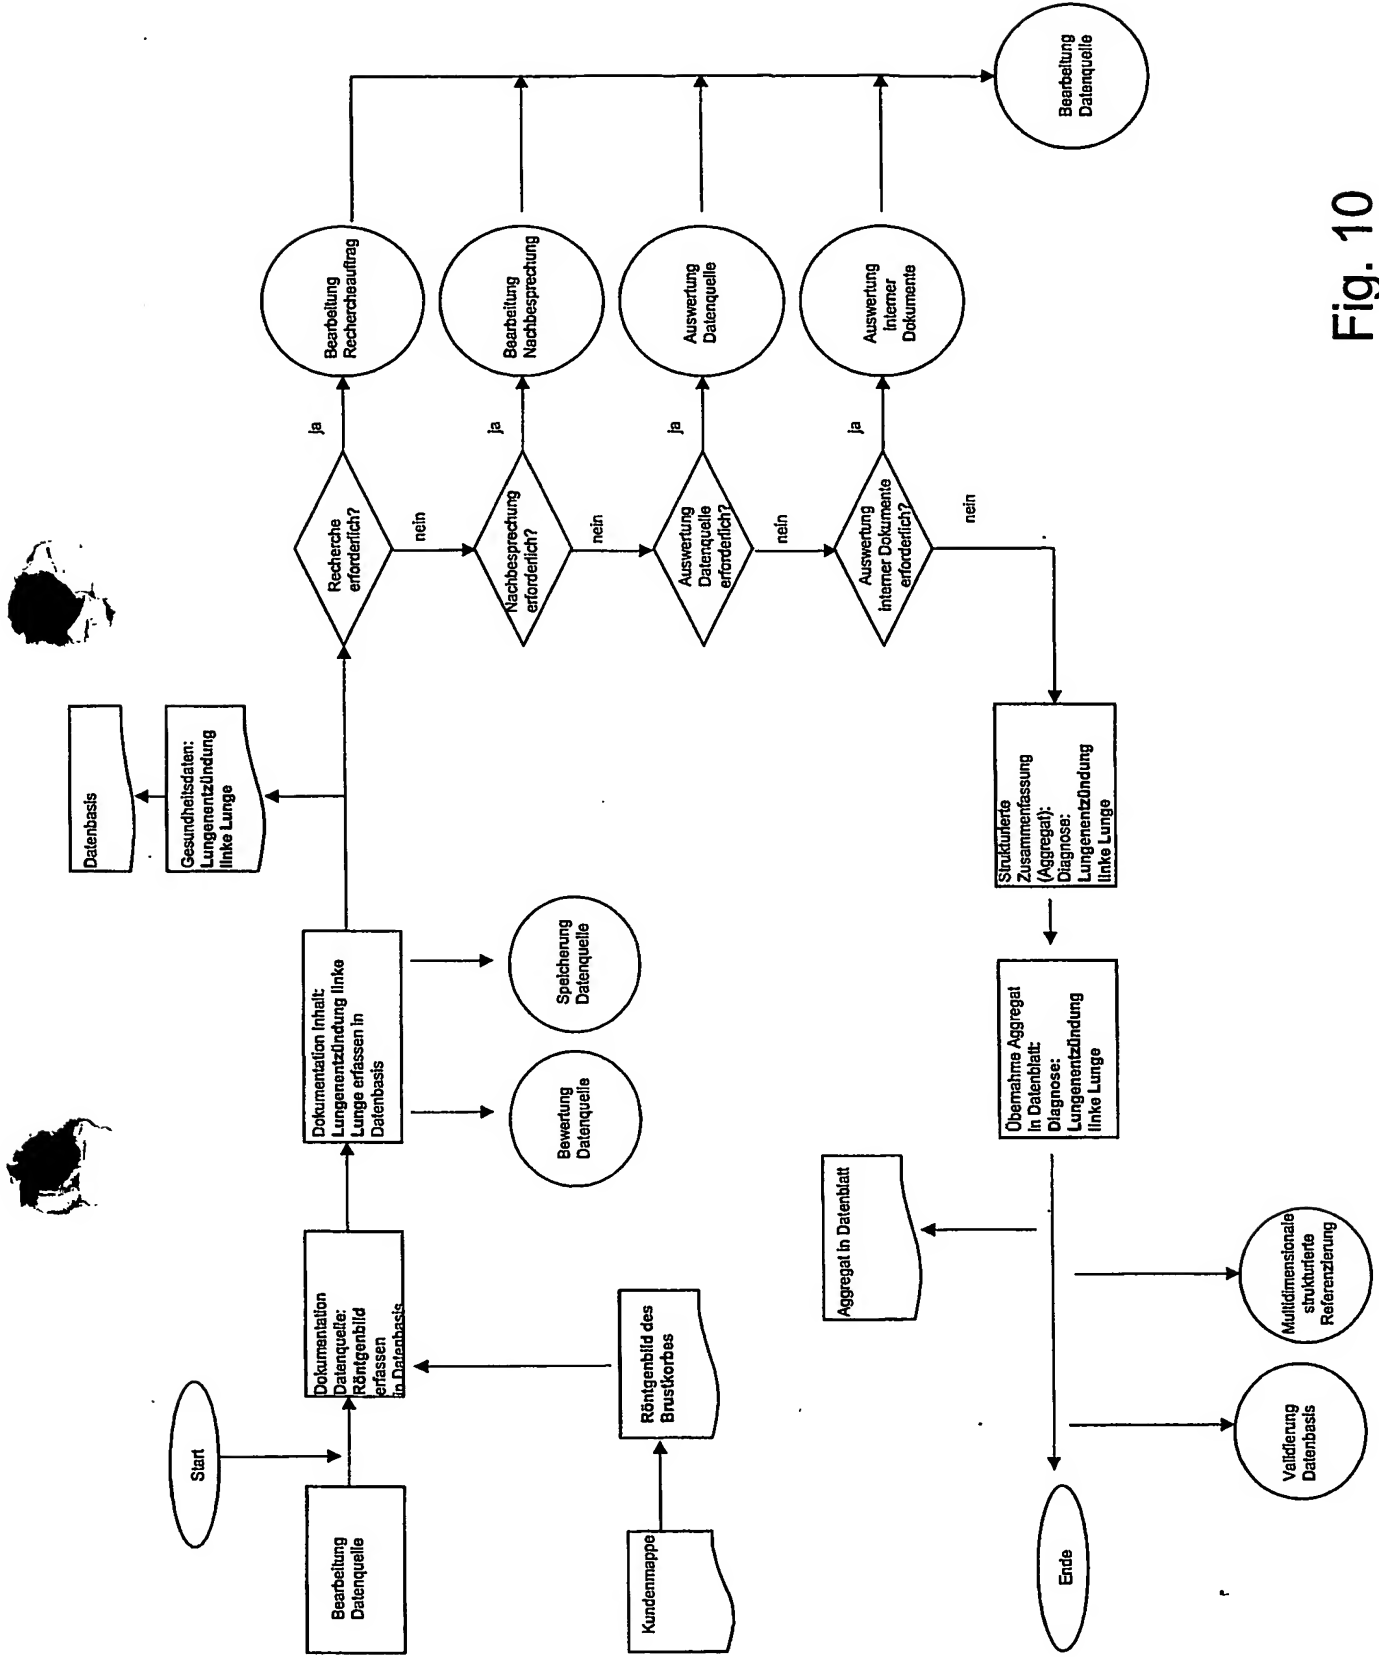 Start
Bearbeitung
Datenquelle
Kundenmappe
Röntgenbild des
Brustkorbes
Dokumentation
Datenquelle:
Röntgenbild
erfassen
in Datenbasis
Dokumentation Inhalt:
Lungenentzündung linke
Lunge erfassen in
Datenbasis
Bewertung
Datenquelle
Speicherung
Datenquelle
Datenbasis
Gesundheitsdaten:
Lungenentzündung
linke Lunge
Recherche
erforderlich?
ja
nein
Bearbeitung
Rechercheauftrag
Nachbesprechung
erforderlich?
ja
nein
Bearbeitung
Nachbesprechung
Auswertung
Datenquelle
erforderlich?
ja
nein
Auswertung
Datenquelle
Auswertung
interner Dokumente
erforderlich?
ja
nein
Auswertung
Interner
Dokumente
Bearbeitung
Datenquelle
Strukturierte
Zusammenfassung
(Aggregat):
Diagnose:
Lungenentzündung
linke Lunge
Übernahme Aggregat
in Datenblatt:
Diagnose:
Lungenentzündung
linke Lunge
Aggregat in Datenblatt
Multidimensionale
strukturierte
Referenzierung
Validierung
Datenbasis
Ende
Fig. 10